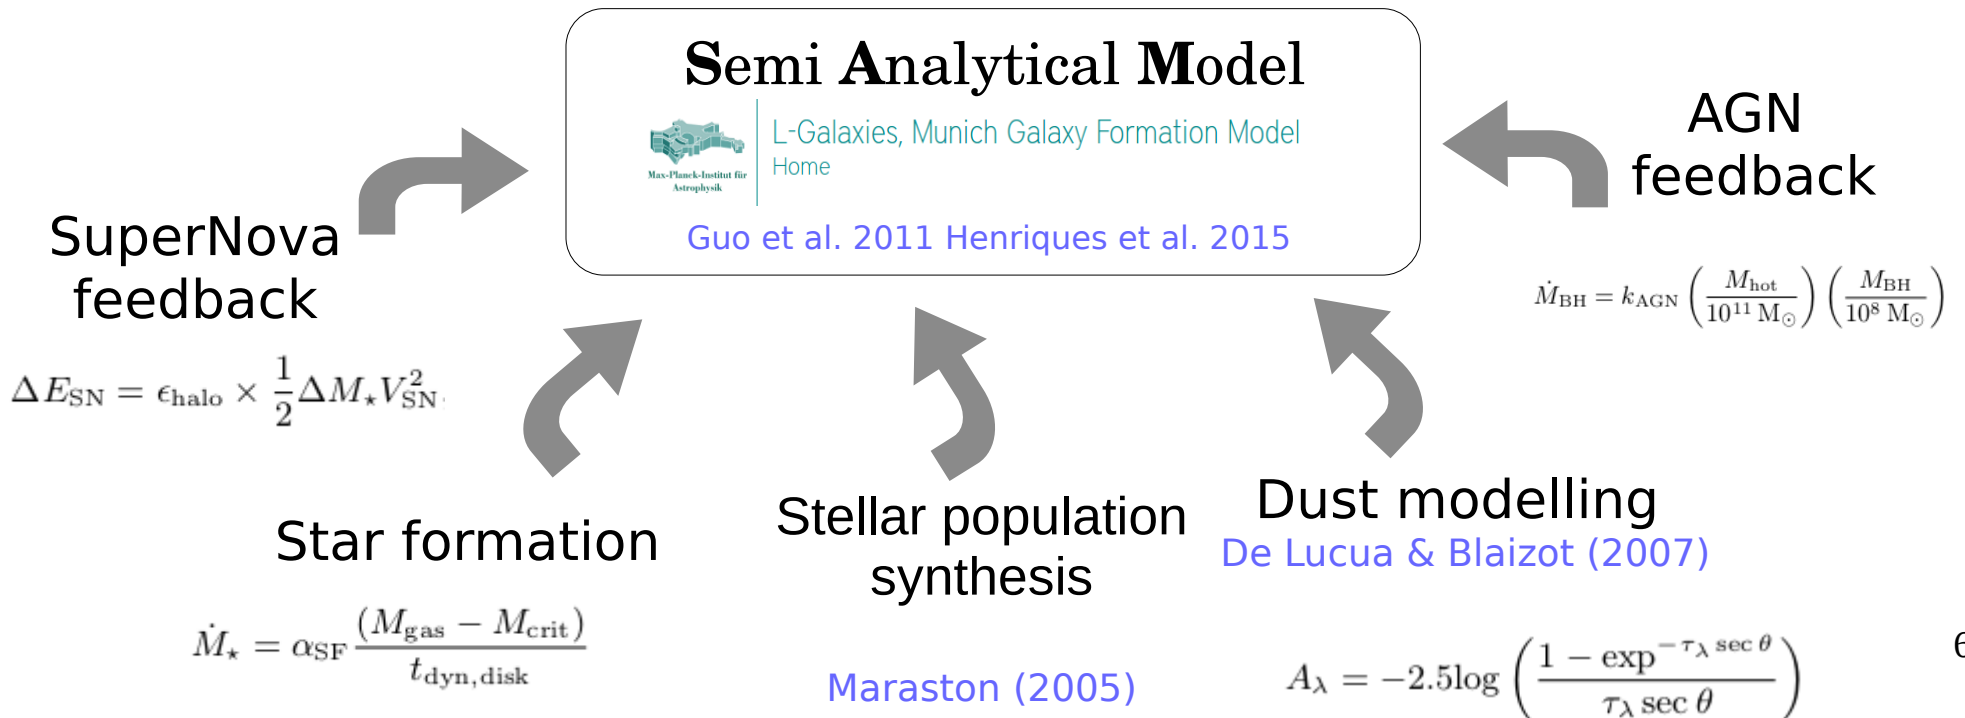 Semi Analytical Model
L-Galaxies, Munich Galaxy Formation Model
Home
Max-Planck-Institut für
Astrophysik
Guo et al. 2011 Henriques et al. 2015
SuperNova
feedback
ΔE_SN = ϵ_halo × 1/2 ΔM_⋆ V_SN^2
AGN
feedback
Ṁ_BH = k_AGN (M_hot / 10^11 M_⊙) (M_BH / 10^8 M_⊙)
Star formation
Ṁ_⋆ = α_SF (M_gas − M_crit) / t_dyn,disk
Stellar population
synthesis
Maraston (2005)
Dust modelling
De Lucua & Blaizot (2007)
A_λ = −2.5log ((1 − exp^{−τ_λ sec θ}) / (τ_λ sec θ))
6